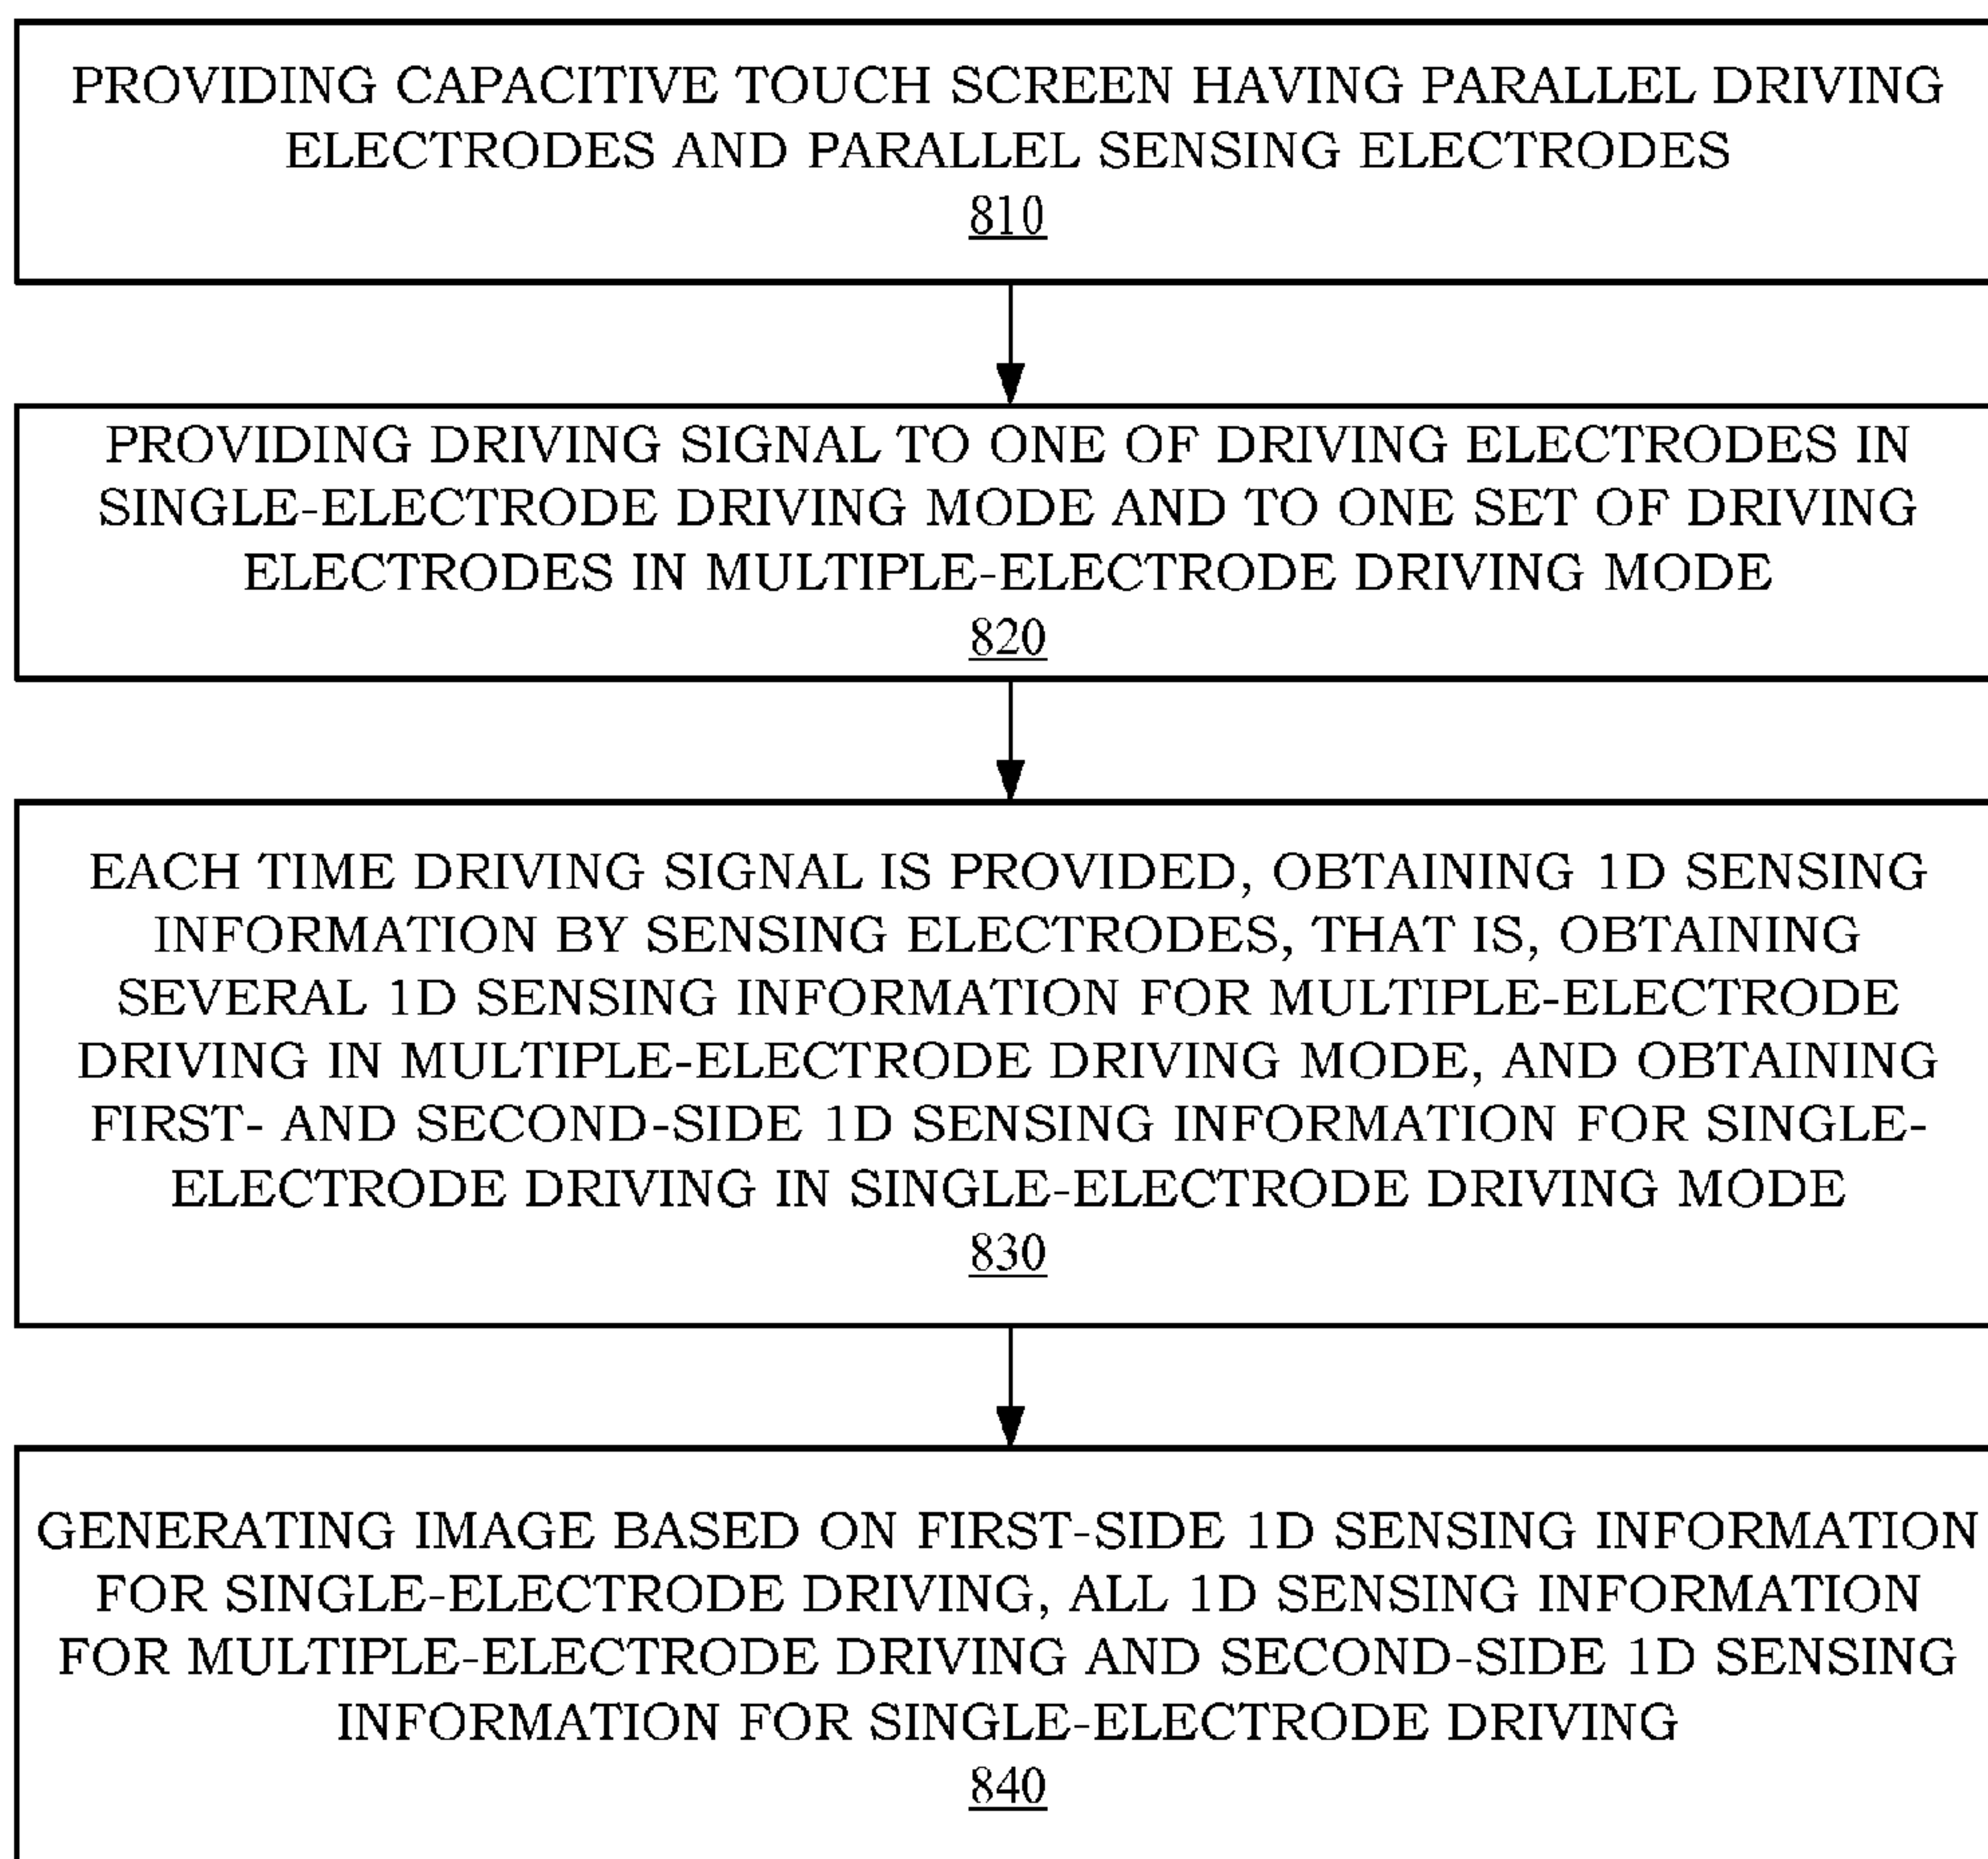 PROVIDING CAPACITIVE TOUCH SCREEN HAVING PARALLEL DRIVING
ELECTRODES AND PARALLEL SENSING ELECTRODES
810
PROVIDING DRIVING SIGNAL TO ONE OF DRIVING ELECTRODES IN
SINGLE-ELECTRODE DRIVING MODE AND TO ONE SET OF DRIVING
ELECTRODES IN MULTIPLE-ELECTRODE DRIVING MODE
820
EACH TIME DRIVING SIGNAL IS PROVIDED, OBTAINING 1D SENSING
INFORMATION BY SENSING ELECTRODES, THAT IS, OBTAINING
SEVERAL 1D SENSING INFORMATION FOR MULTIPLE-ELECTRODE
DRIVING IN MULTIPLE-ELECTRODE DRIVING MODE, AND OBTAINING
FIRST- AND SECOND-SIDE 1D SENSING INFORMATION FOR SINGLE-
ELECTRODE DRIVING IN SINGLE-ELECTRODE DRIVING MODE
830
GENERATING IMAGE BASED ON FIRST-SIDE 1D SENSING INFORMATION
FOR SINGLE-ELECTRODE DRIVING, ALL 1D SENSING INFORMATION
FOR MULTIPLE-ELECTRODE DRIVING AND SECOND-SIDE 1D SENSING
INFORMATION FOR SINGLE-ELECTRODE DRIVING
840